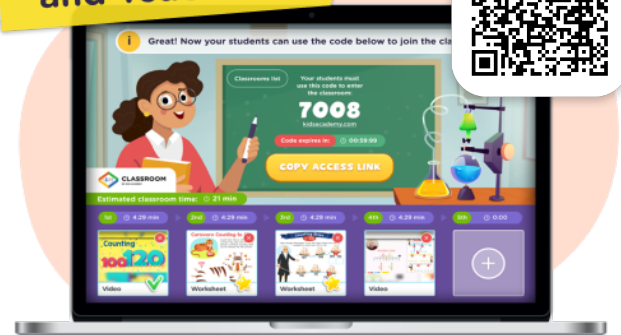 Great! Now your students can use the code below to join the cla
Classrooms list
Your students must
use this code to enter
the classroom
7008
kidsacademy.com
Code expires in: 00:59:99
COPY ACCESS LINK
CLASSROOM
Estimated classroom time: 21 min
1st 4:29 min
2nd 4:29 min
3rd 4:29 min
4th 4:29 min
5th 0:00
Counting
100 120
Video
Worksheet
Worksheet
Video